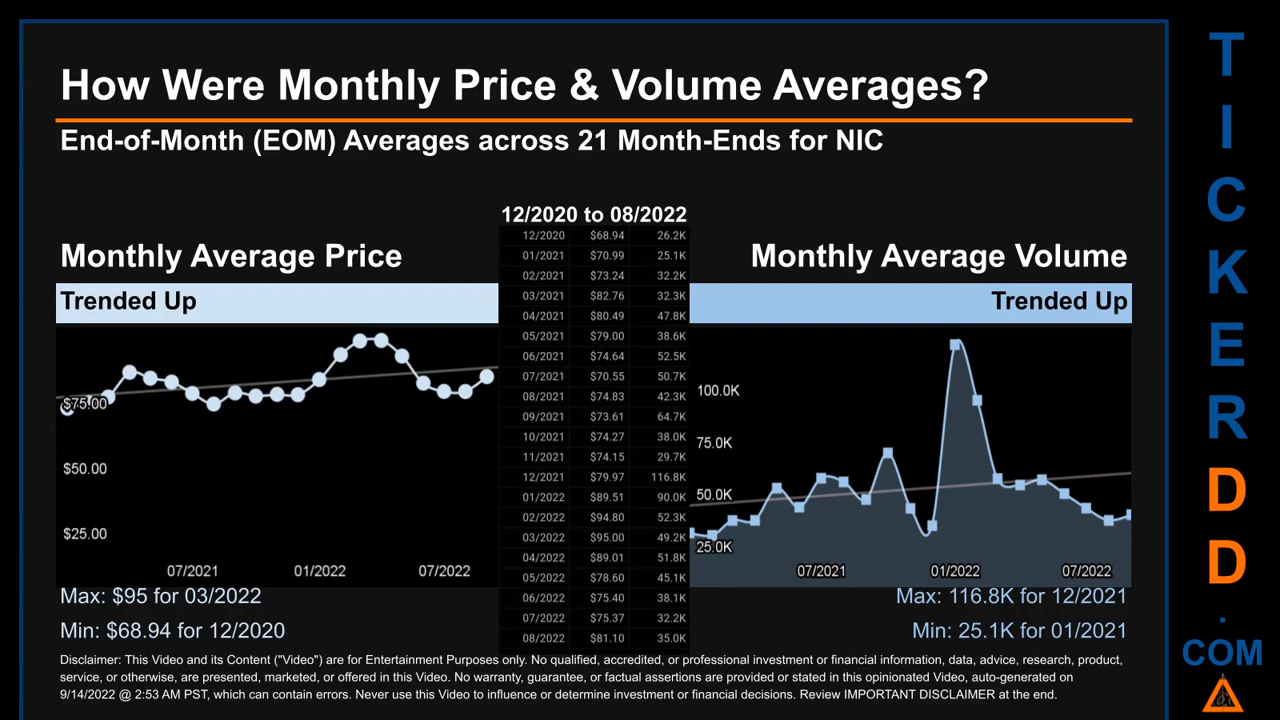 How Were Monthly Price & Volume Averages?
End-of-Month (EOM) Averages across 21 Month-Ends for NIC
12/2020 to 08/2022
12/2020 $68.94 26.2K
01/2021 $70.99 25.1K
02/2021 $73.24 32.2K
03/2021 $82.76 32.3K
04/2021 $80.49 47.8K
05/2021 $79.00 38.6K
06/2021 $74.64 52.5K
07/2021 $70.55 50.7K
08/2021 $74.83 42.3K
09/2021 $73.61 64.7K
10/2021 $74.27 38.0K
11/2021 $74.15 29.7K
12/2021 $79.97 116.8K
01/2022 $89.51 90.0K
02/2022 $94.80 52.3K
03/2022 $95.00 49.2K
04/2022 $89.01 51.8K
05/2022 $78.60 45.1K
06/2022 $75.40 38.1K
07/2022 $75.37 32.2K
08/2022 $81.10 35.0K
Monthly Average Price
Trended Up
$75.00
$50.00
$25.00
07/2021 01/2022 07/2022
Max: $95 for 03/2022
Min: $68.94 for 12/2020
Monthly Average Volume
Trended Up
100.0K
75.0K
50.0K
25.0K
07/2021 01/2022 07/2022
Max: 116.8K for 12/2021
Min: 25.1K for 01/2021
Disclaimer: This Video and its Content ("Video") are for Entertainment Purposes only. No qualified, accredited, or professional investment or financial information, data, advice, research, product,
service, or otherwise, are presented, marketed, or offered in this Video. No warranty, guarantee, or factual assertions are provided or stated in this opinionated Video, auto-generated on
9/14/2022 @ 2:53 AM PST, which can contain errors. Never use this Video to influence or determine investment or financial decisions. Review IMPORTANT DISCLAIMER at the end.
T
I
C
K
E
R
D
D
.
COM